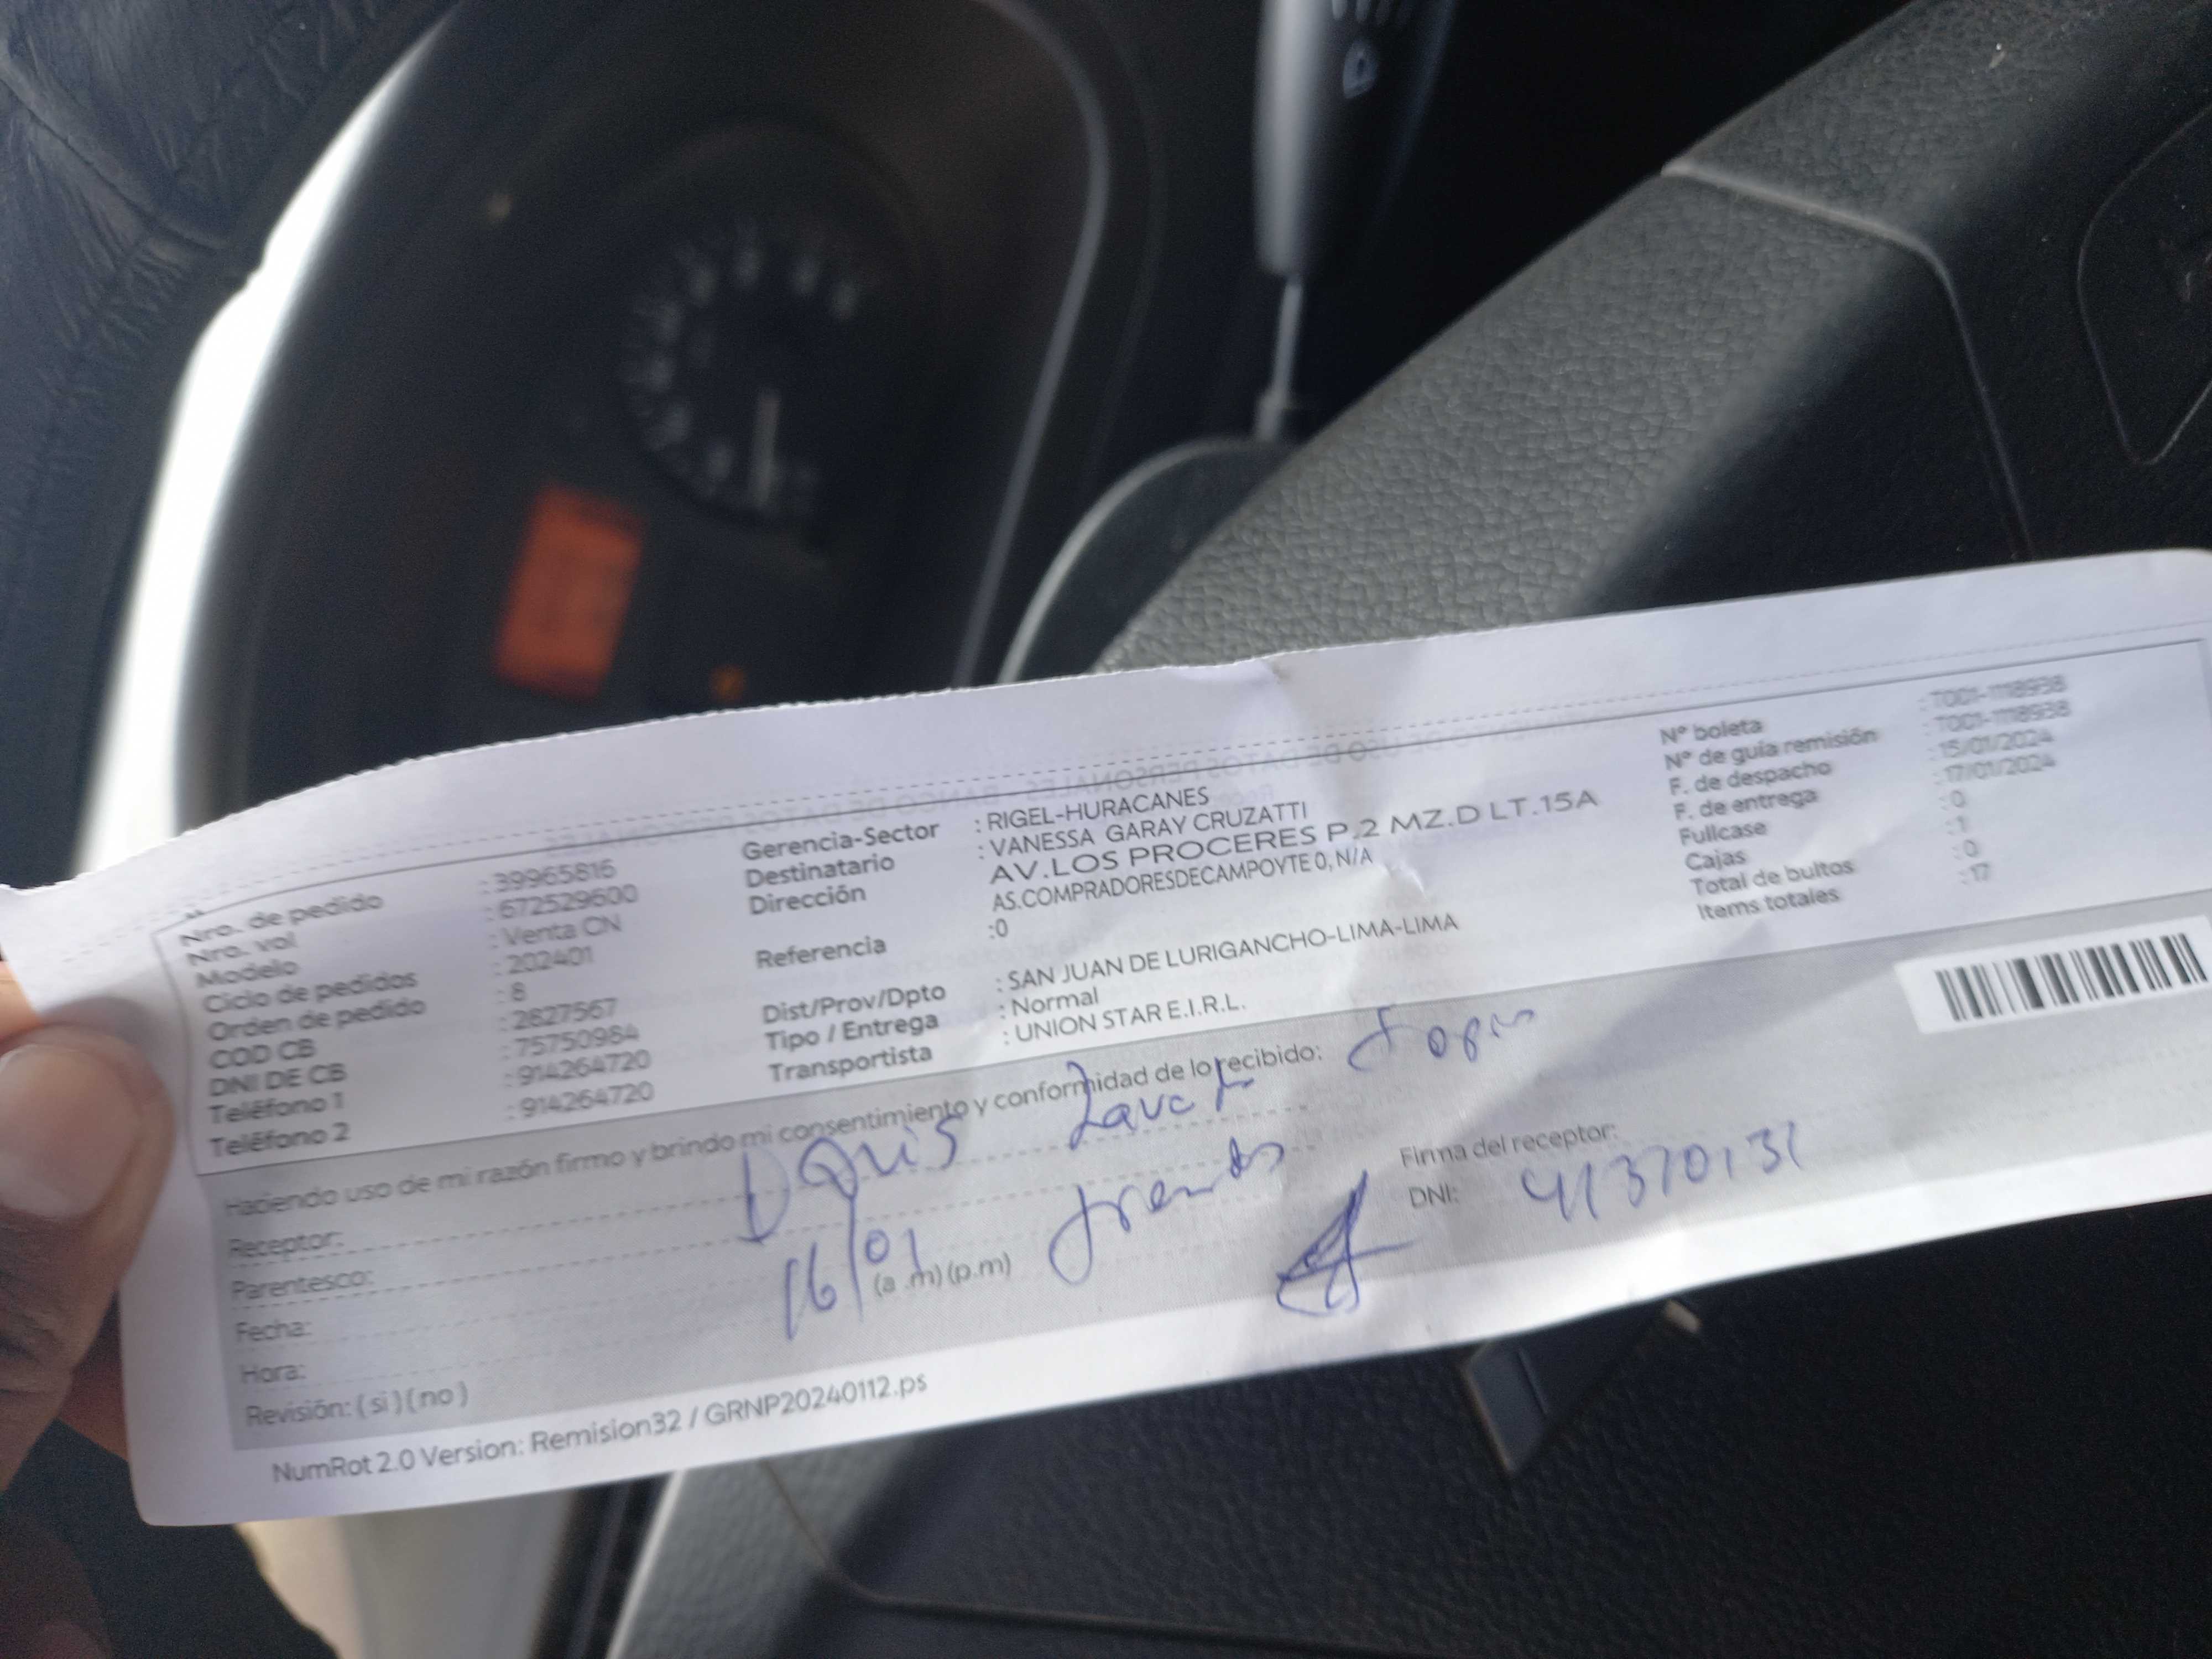 Nro. de pedido : 39965816
Nro. vol : 672529600
Modelo : Venta CN
Ciclo de pedidos : 202401
Orden de pedido : 8
COD CB : 2827567
DNI DE CB : 75750984
Teléfono 1 : 914264720
Teléfono 2 : 914264720
Gerencia-Sector : RIGEL-HURACANES
Destinatario : VANESSA GARAY CRUZATTI
Dirección AV.LOS PROCERES P.2 MZ.D LT.15A
AS.COMPRADORESDECAMPOYTE 0, N/A
Referencia :0
Dist/Prov/Dpto : SAN JUAN DE LURIGANCHO-LIMA-LIMA
Tipo / Entrega : Normal
Transportista : UNION STAR E.I.R.L.
N° boleta : T001-1118938
N° de guía remisión : T001-1118938
F. de despacho : 15/01/2024
F. de entrega : 17/01/2024
Fullcase : 0
Cajas : 1
Total de bultos : 0
Items totales : 17
Haciendo uso de mi razón firmo y brindo mi consentimiento y conformidad de lo recibido:
Receptor:
Parentesco:
Fecha: 16/01
Hora: (a .m) (p.m)
Revisión: ( si ) ( no )
Firma del receptor:
DNI: 41370131
NumRot 2.0 Version: Remision32 / GRNP20240112.ps